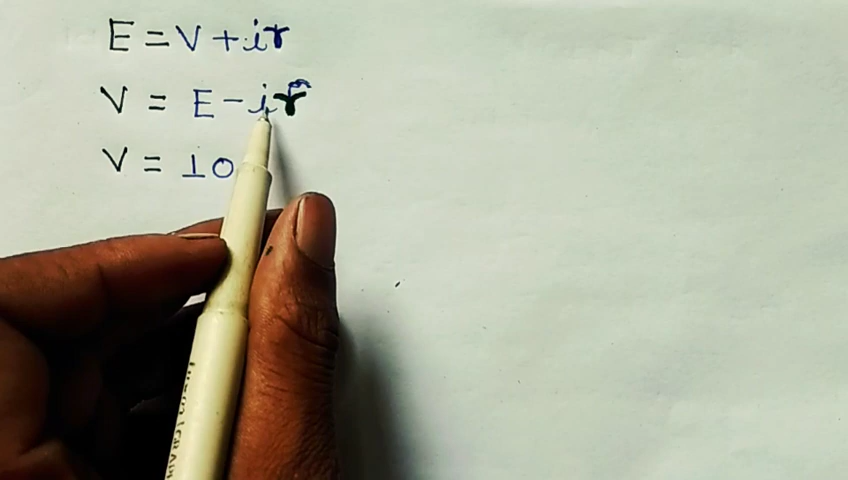 E = V + ir
V = E - ir
V = 10